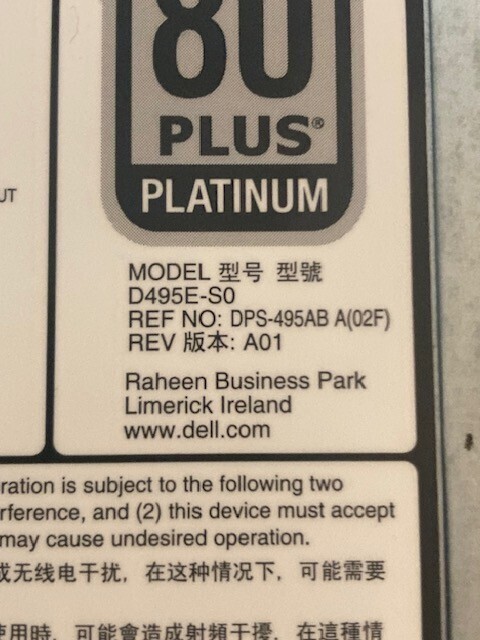 UT
80
PLUS®
PLATINUM
MODEL 型号 型號
D495E-S0
REF NO: DPS-495AB A(02F)
REV 版本: A01
Raheen Business Park
Limerick Ireland
www.dell.com
ration is subject to the following two
rference, and (2) this device must accept
may cause undesired operation.
或无线电干扰，在这种情况下，可能需要
使用時，可能會造成射頻干擾，在這種情